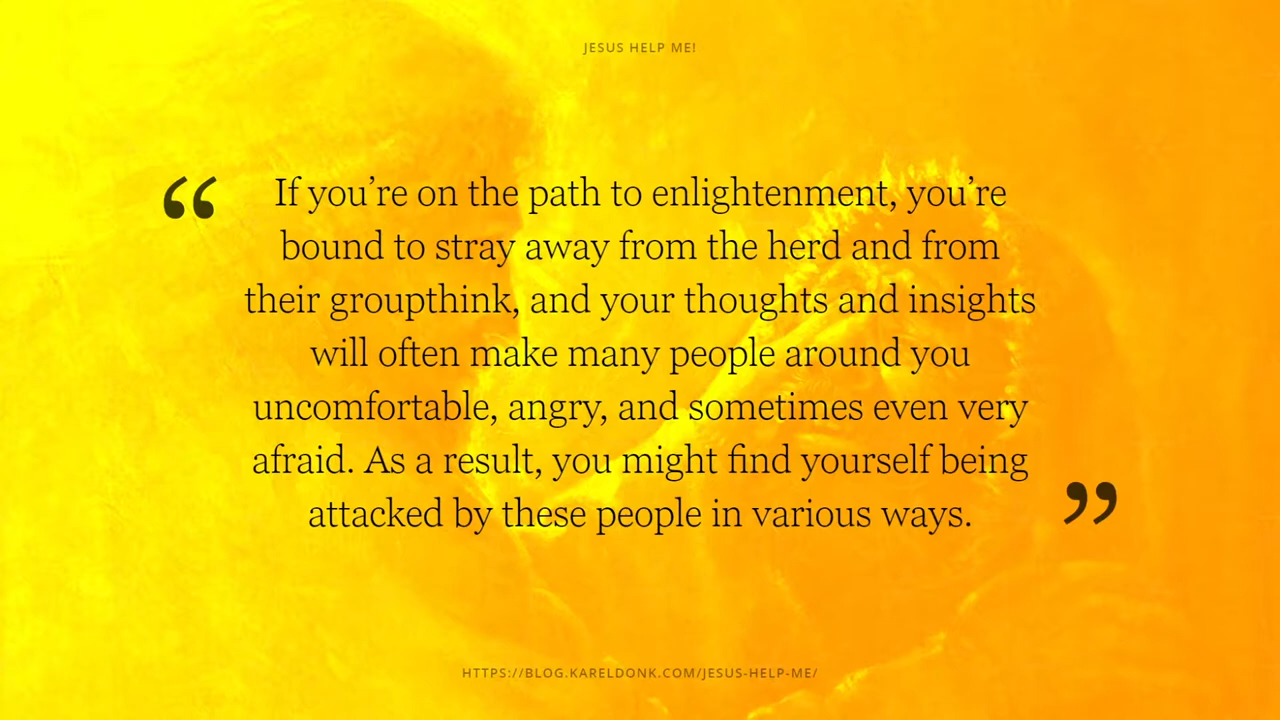 JESUS HELP ME!
“ If you’re on the path to enlightenment, you’re
bound to stray away from the herd and from
their groupthink, and your thoughts and insights
will often make many people around you
uncomfortable, angry, and sometimes even very
afraid. As a result, you might find yourself being
attacked by these people in various ways. ”
HTTPS://BLOG.KARELDONK.COM/JESUS-HELP-ME/